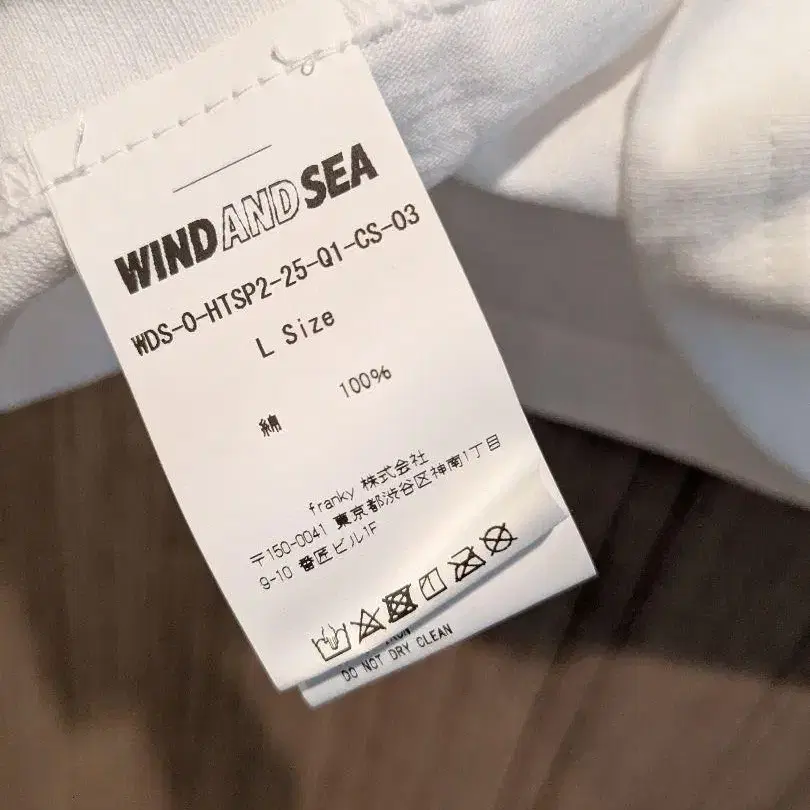 WIND AND SEA
WDS-O-HTSP2-25-Q1-CS-03
L Size
綿 100%
franky 株式会社
〒150-0041 東京都渋谷区神南1丁目
9-10 番匠ビル1F
DO NOT DRY CLEAN